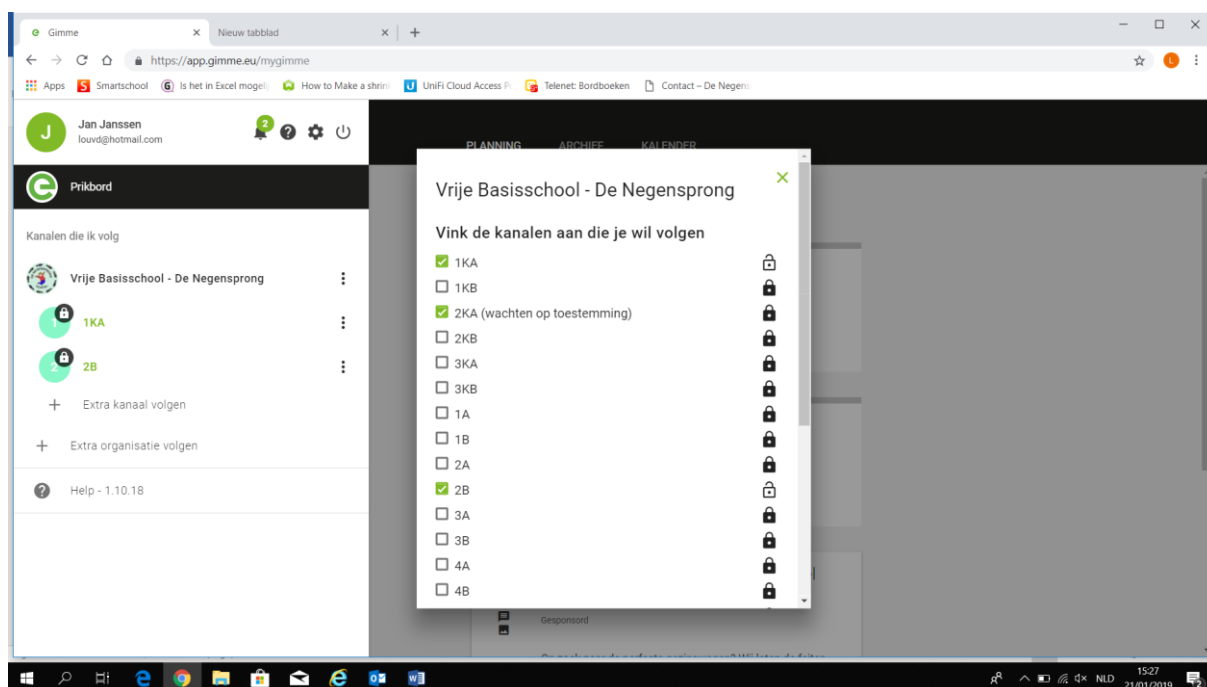 Gimme
Nieuw tabblad
https://app.gimme.eu/mygimme
L
Apps
S Smartschool
Is het in Excel mogeli
How to Make a shrin
UniFi Cloud Access P
Telenet: Bordboeken
Contact – De Negens
J
Jan Janssen
louvd@hotmail.com
2
Prikbord
Kanalen die ik volg
Vrije Basisschool - De Negensprong
1 1KA
2 2B
+ Extra kanaal volgen
+ Extra organisatie volgen
Help - 1.10.18
PLANNING ARCHIEF KALENDER
Vrije Basisschool - De Negensprong
Vink de kanalen aan die je wil volgen
1KA
1KB
2KA (wachten op toestemming)
2KB
3KA
3KB
1A
1B
2A
2B
3A
3B
4A
4B
Gesponsord
NLD
15:27
21/01/2019